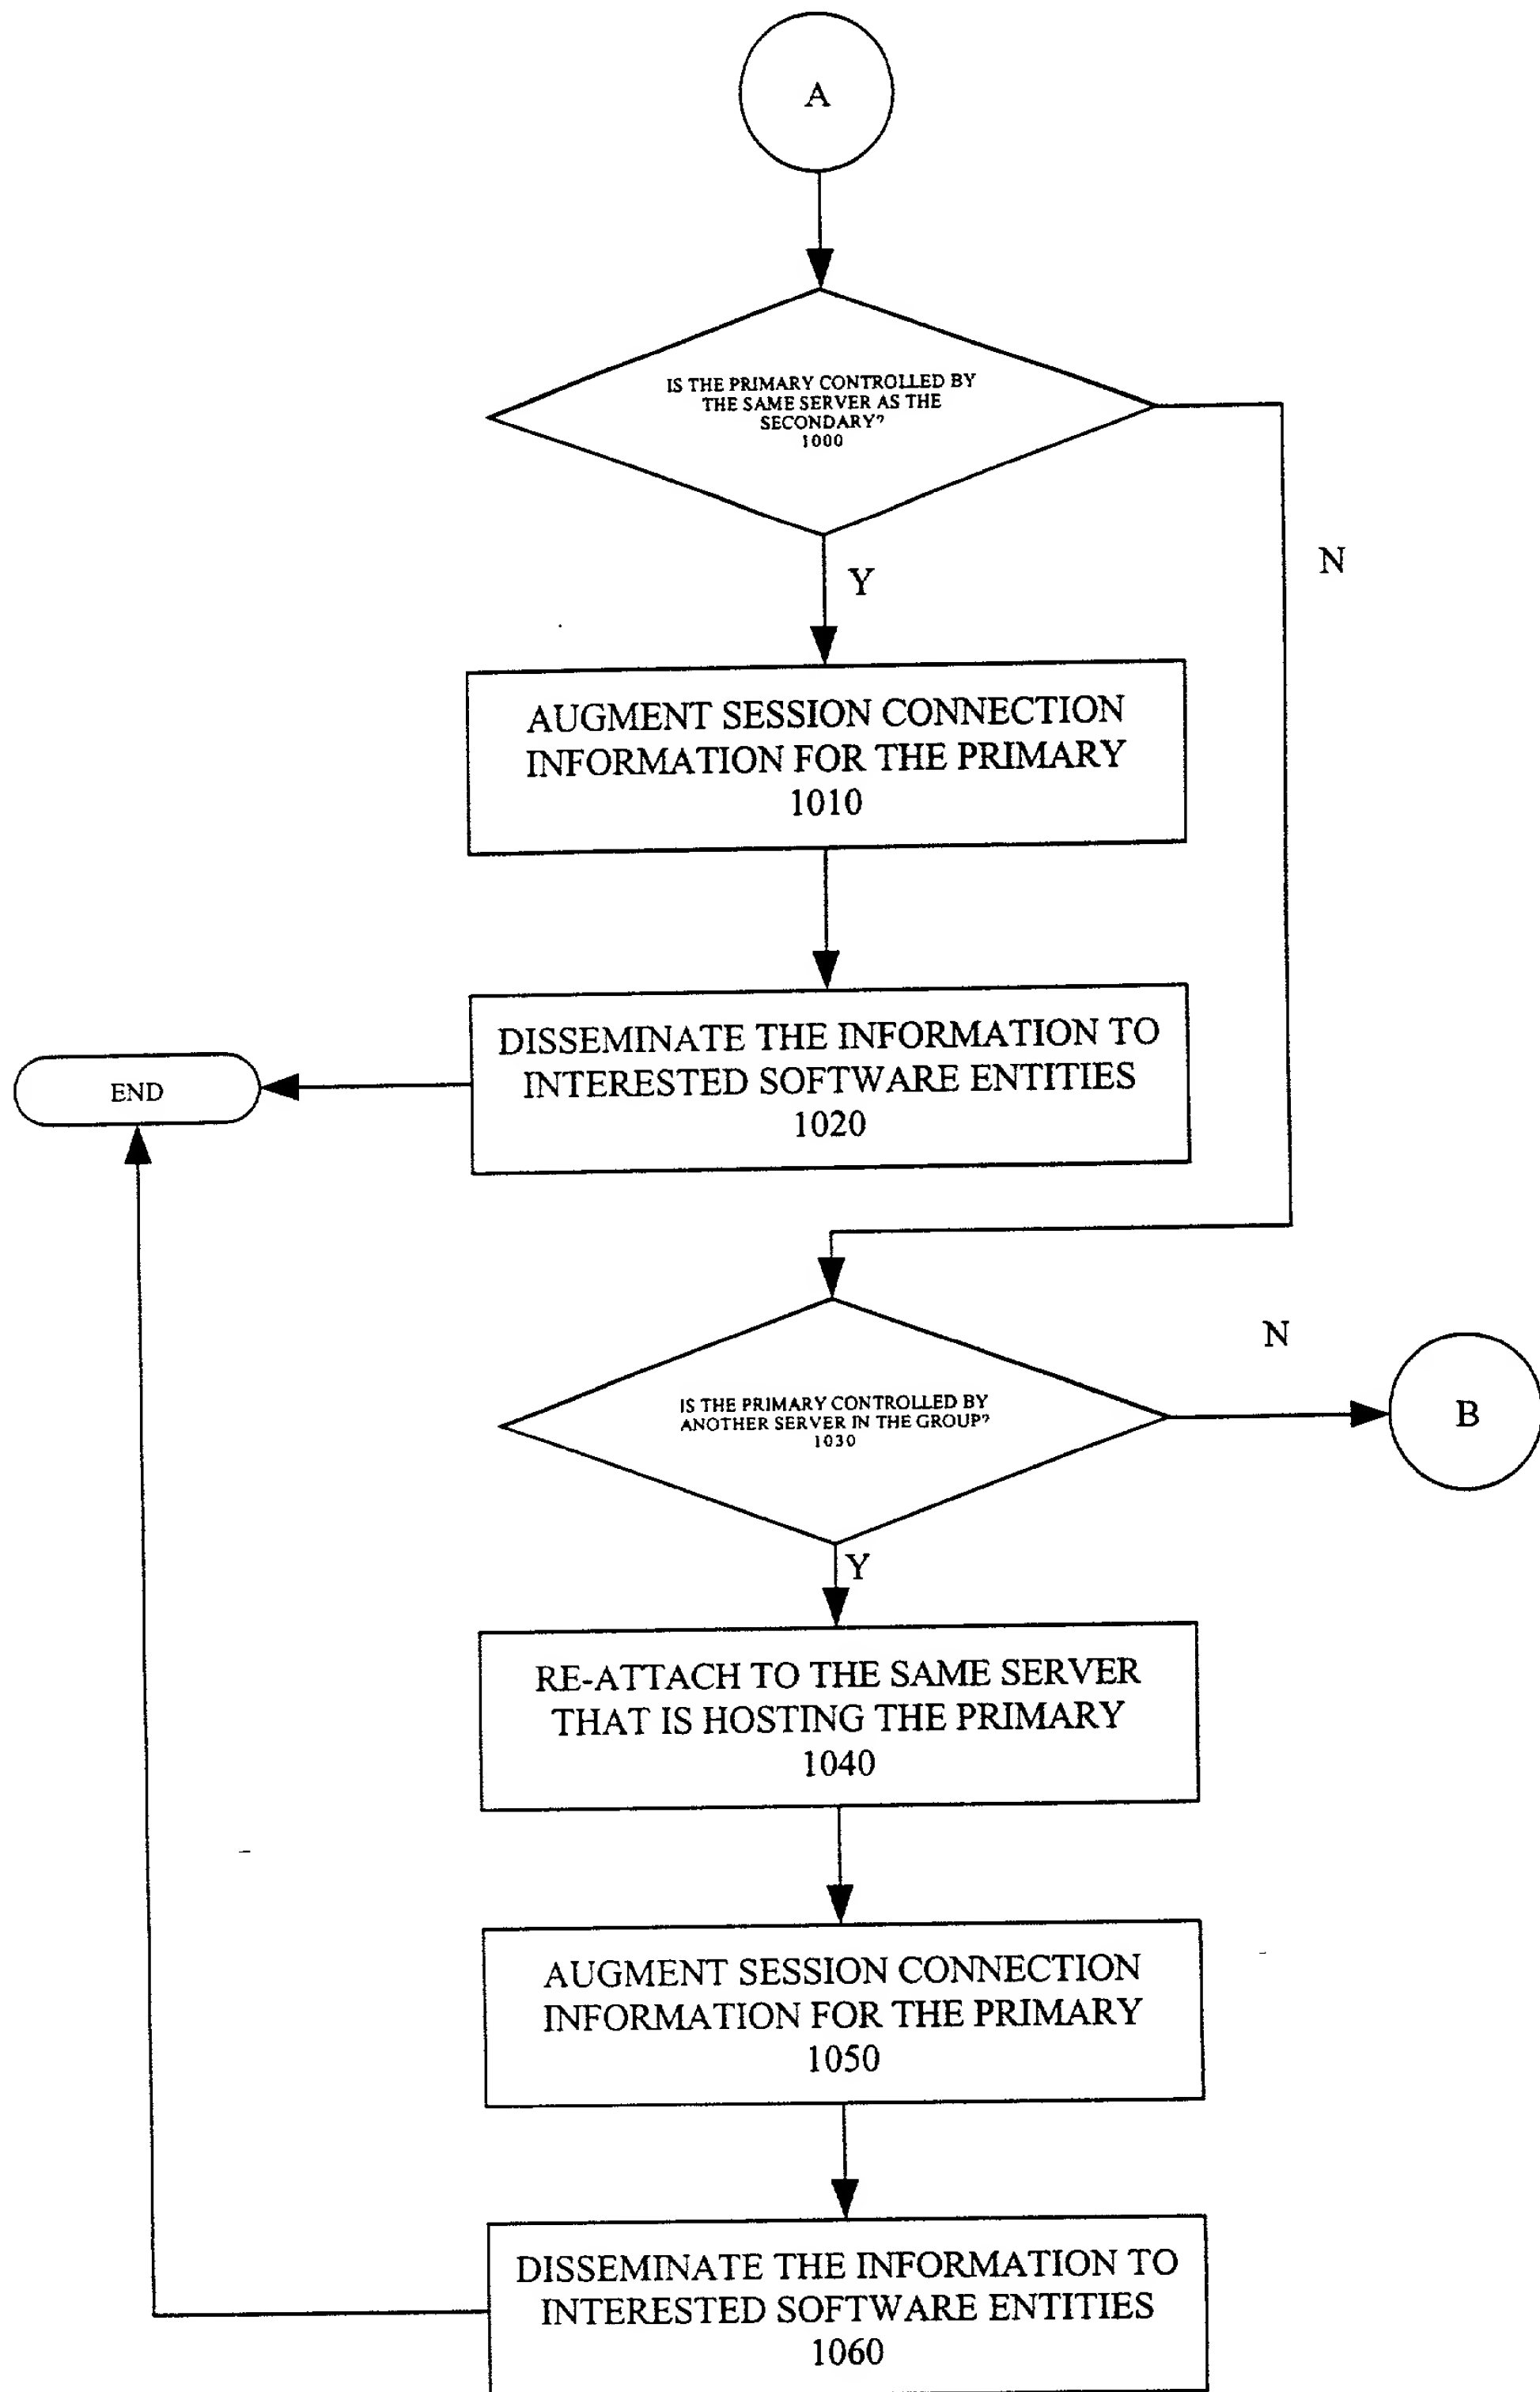 A
IS THE PRIMARY CONTROLLED BY
THE SAME SERVER AS THE
SECONDARY?
1000
Y
N
AUGMENT SESSION CONNECTION
INFORMATION FOR THE PRIMARY
1010
DISSEMINATE THE INFORMATION TO
INTERESTED SOFTWARE ENTITIES
1020
END
IS THE PRIMARY CONTROLLED BY
ANOTHER SERVER IN THE GROUP?
1030
N
B
Y
RE-ATTACH TO THE SAME SERVER
THAT IS HOSTING THE PRIMARY
1040
AUGMENT SESSION CONNECTION
INFORMATION FOR THE PRIMARY
1050
DISSEMINATE THE INFORMATION TO
INTERESTED SOFTWARE ENTITIES
1060